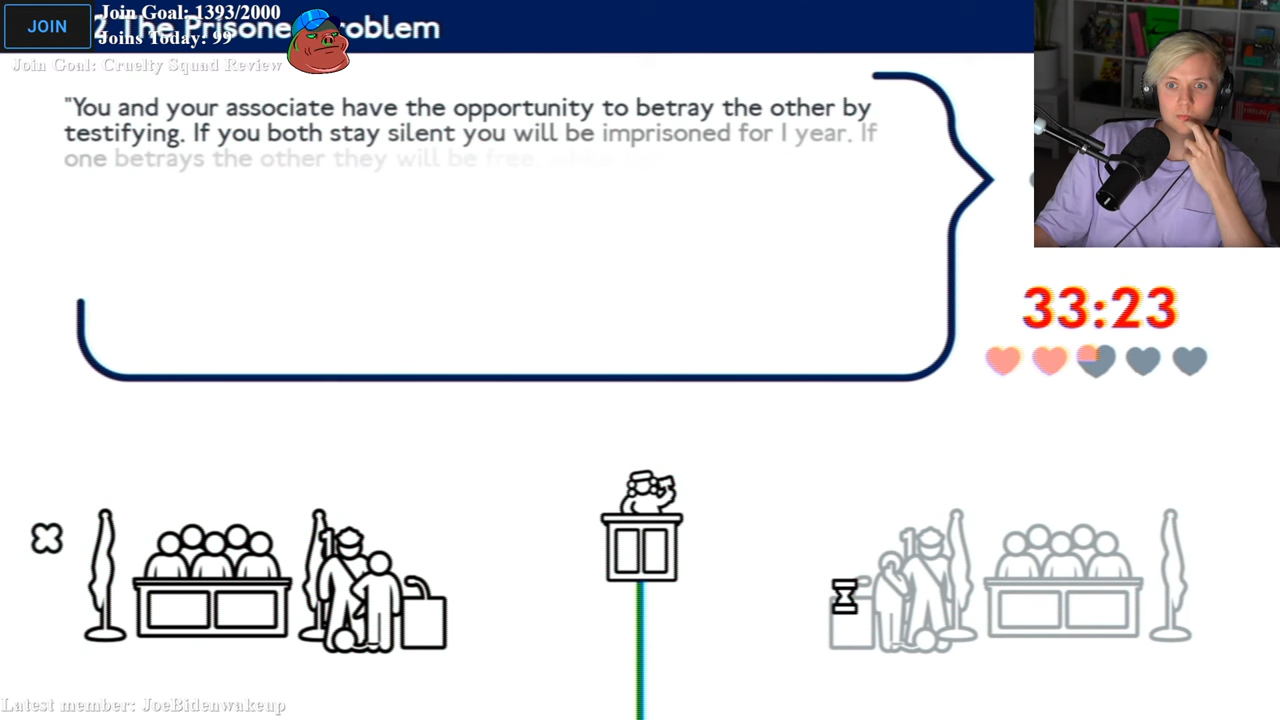 JOIN
Join Goal: 1393/2000
2 The Prisone roblem
Joins Today: 99
Join Goal: Cruelty Squad Review
"You and your associate have the opportunity to betray the other by
testifying. If you both stay silent you will be imprisoned for 1 year. If
one betrays the other they will be free,
33:23
Latest member: JoeBidenwakeup